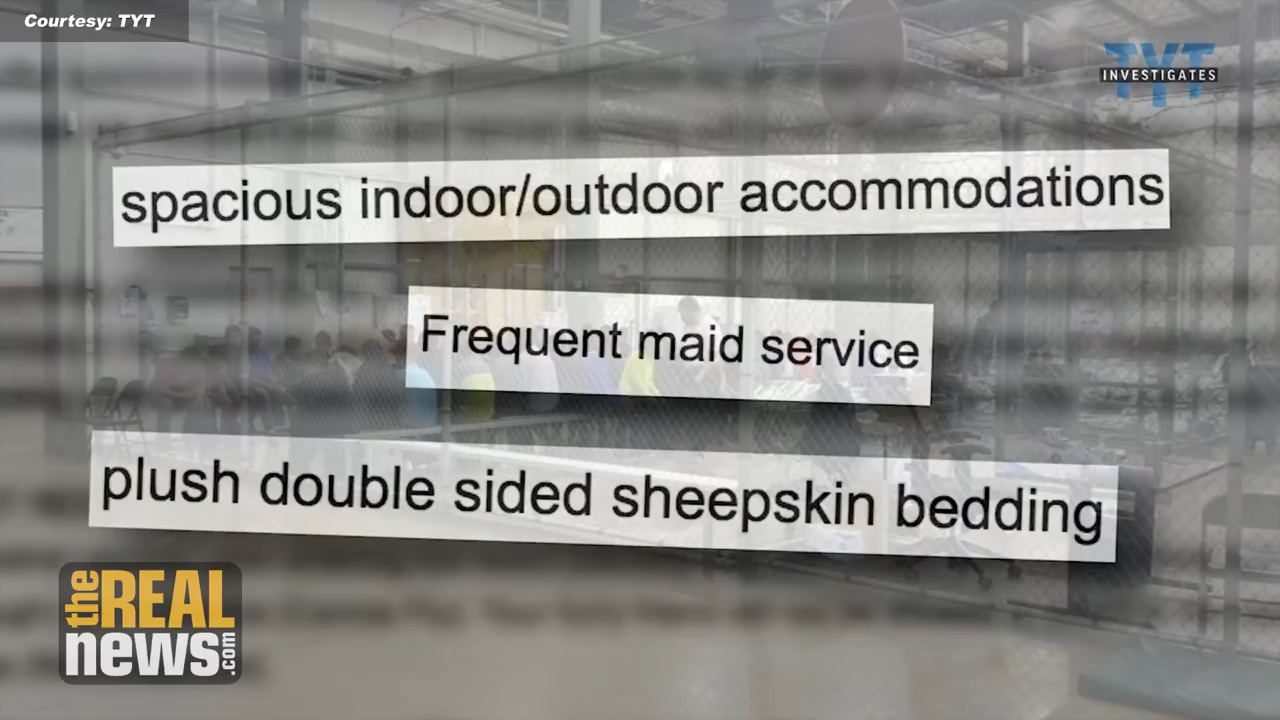 Courtesy: TYT
TYT
INVESTIGATES
spacious indoor/outdoor accommodations
Frequent maid service
plush double sided sheepskin bedding
the REAL
news.com